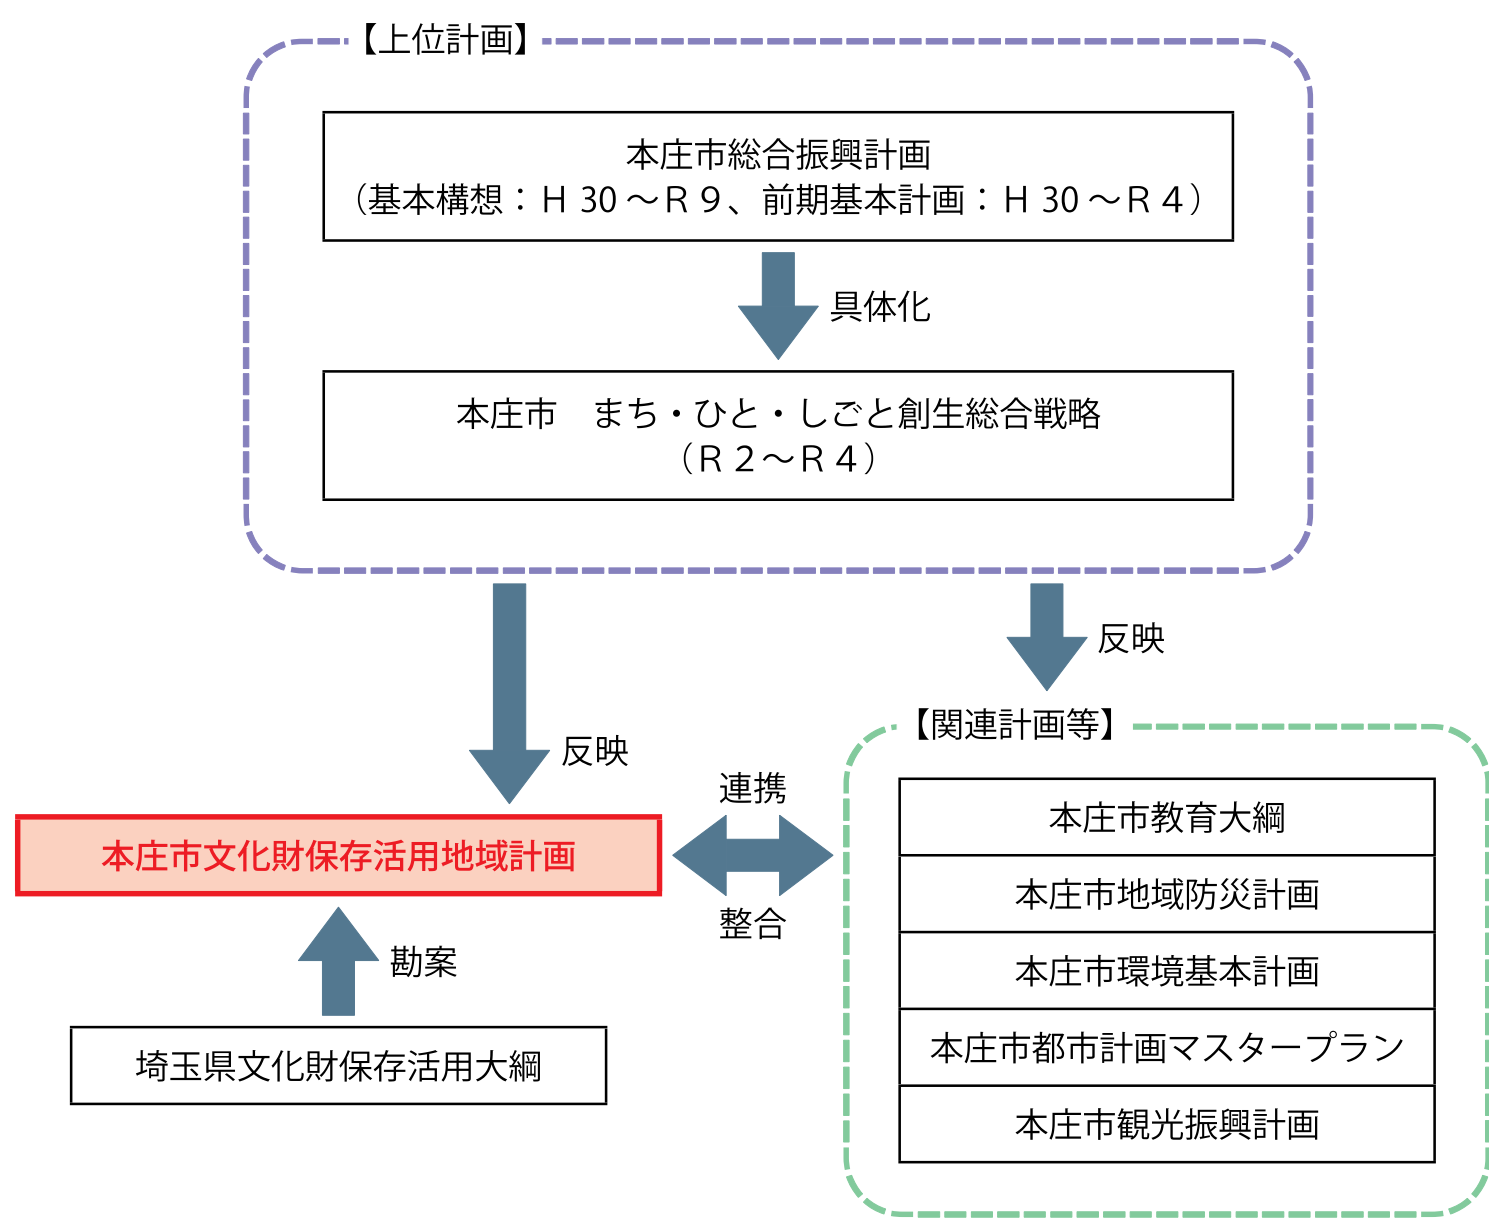 【上位計画】
本庄市総合振興計画
（基本構想：Ｈ 30 ～Ｒ９、前期基本計画：Ｈ 30 ～Ｒ４）
具体化
本庄市　まち・ひと・しごと創生総合戦略
（Ｒ２～Ｒ４）
反映
反映
【関連計画等】
連携
整合
本庄市文化財保存活用地域計画
勘案
埼玉県文化財保存活用大綱
本庄市教育大綱
本庄市地域防災計画
本庄市環境基本計画
本庄市都市計画マスタープラン
本庄市観光振興計画